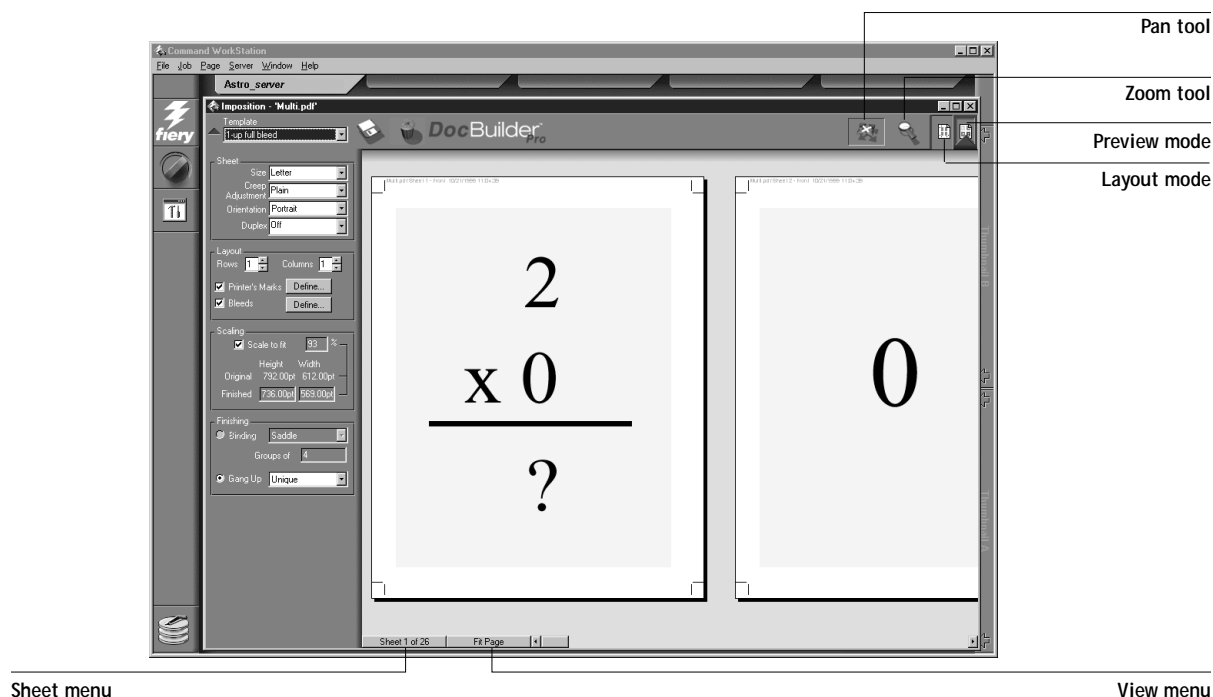 Pan tool
Zoom tool
Preview mode
Layout mode
Command WorkStation
File Job Page Server Window Help
Astro_server
Imposition - 'Multi.pdf'
fiery
Template
1-up full bleed
DocBuilder™
Pro
Sheet
Size Letter
Creep
Adjustment Plain
Orientation Portrait
Duplex Off
Layout
Rows 1 Columns 1
Printer's Marks Define...
Bleeds Define...
Scaling
Scale to fit 93 %
Height Width
Original 792.00pt 612.00pt
Finished 736.00pt 569.00pt
Finishing
Binding Saddle
Groups of 4
Gang Up Unique
2
x 0
?
0
Thumbnail B
Thumbnail A
Sheet 1 of 26 Fit Page
Sheet menu
View menu